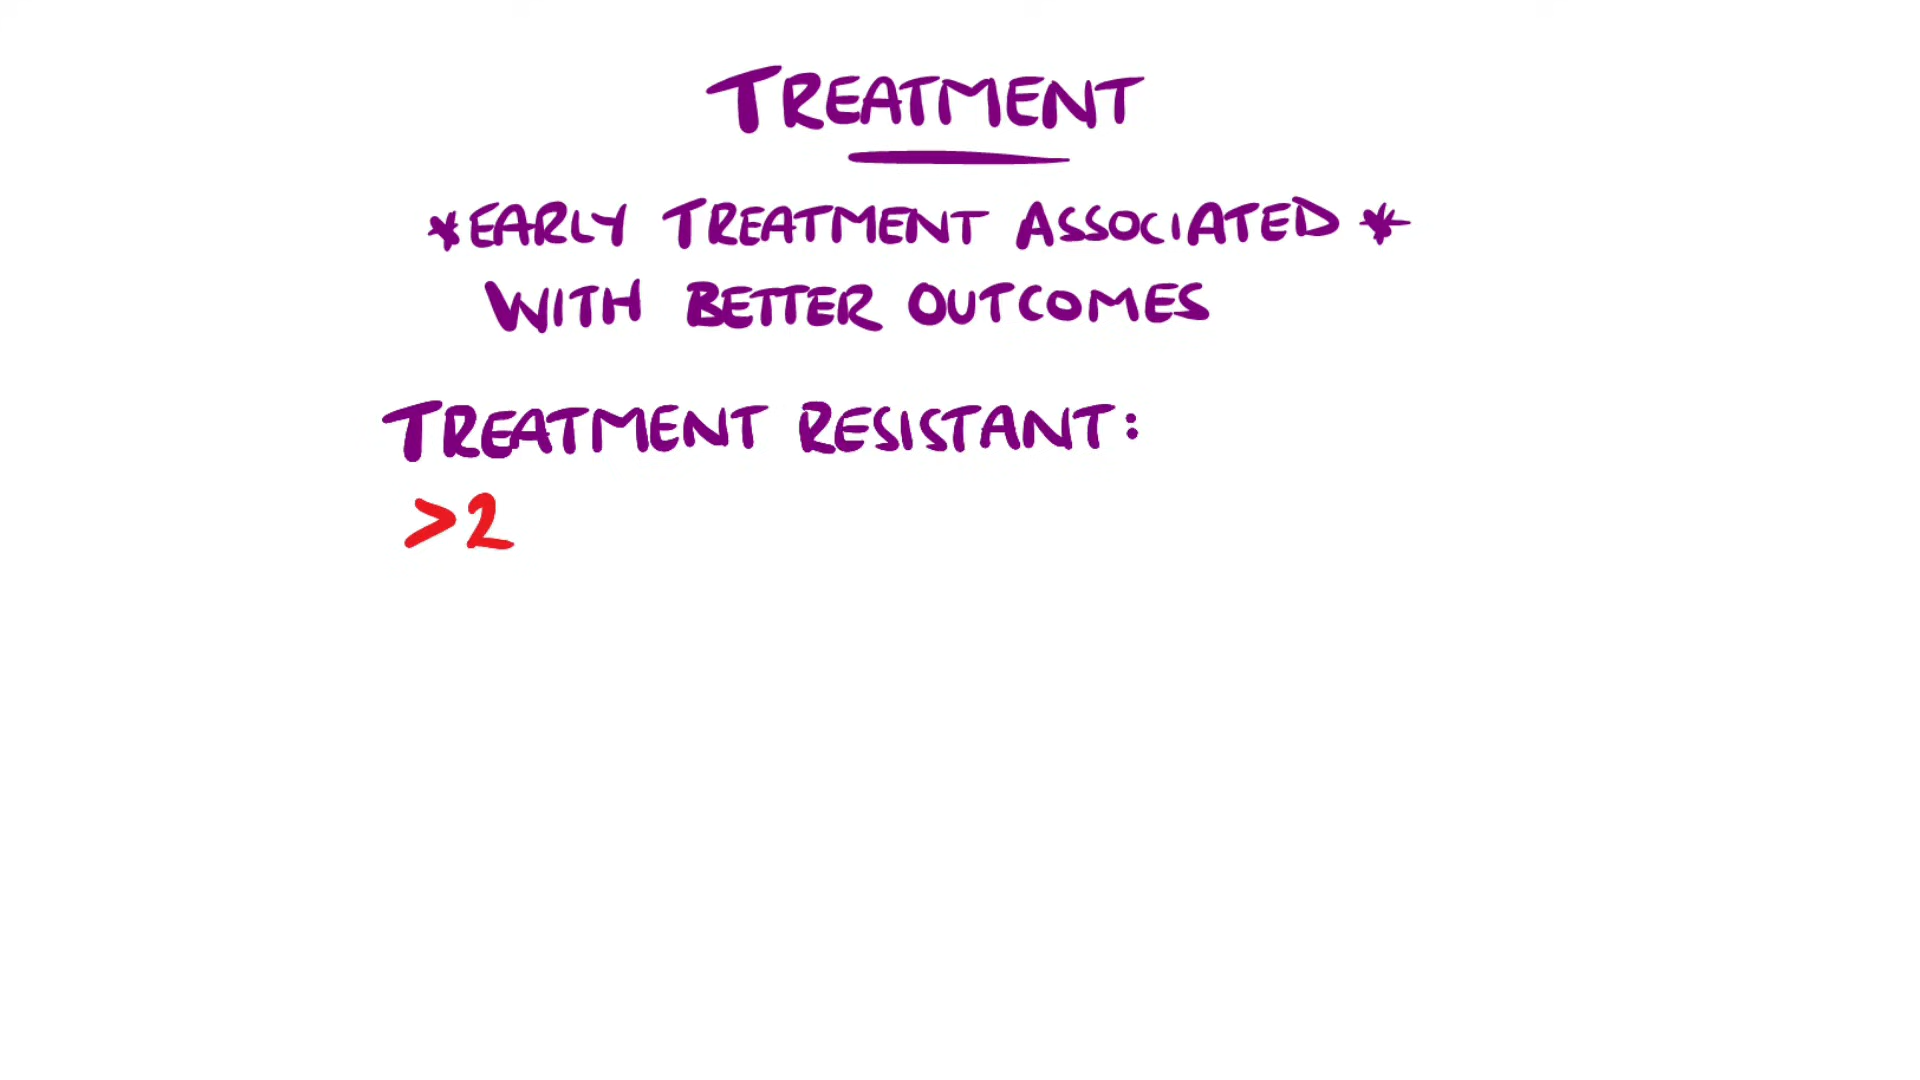 TREATMENT
*EARLY TREATMENT ASSOCIATED*
WITH BETTER OUTCOMES
TREATMENT RESISTANT:
>2